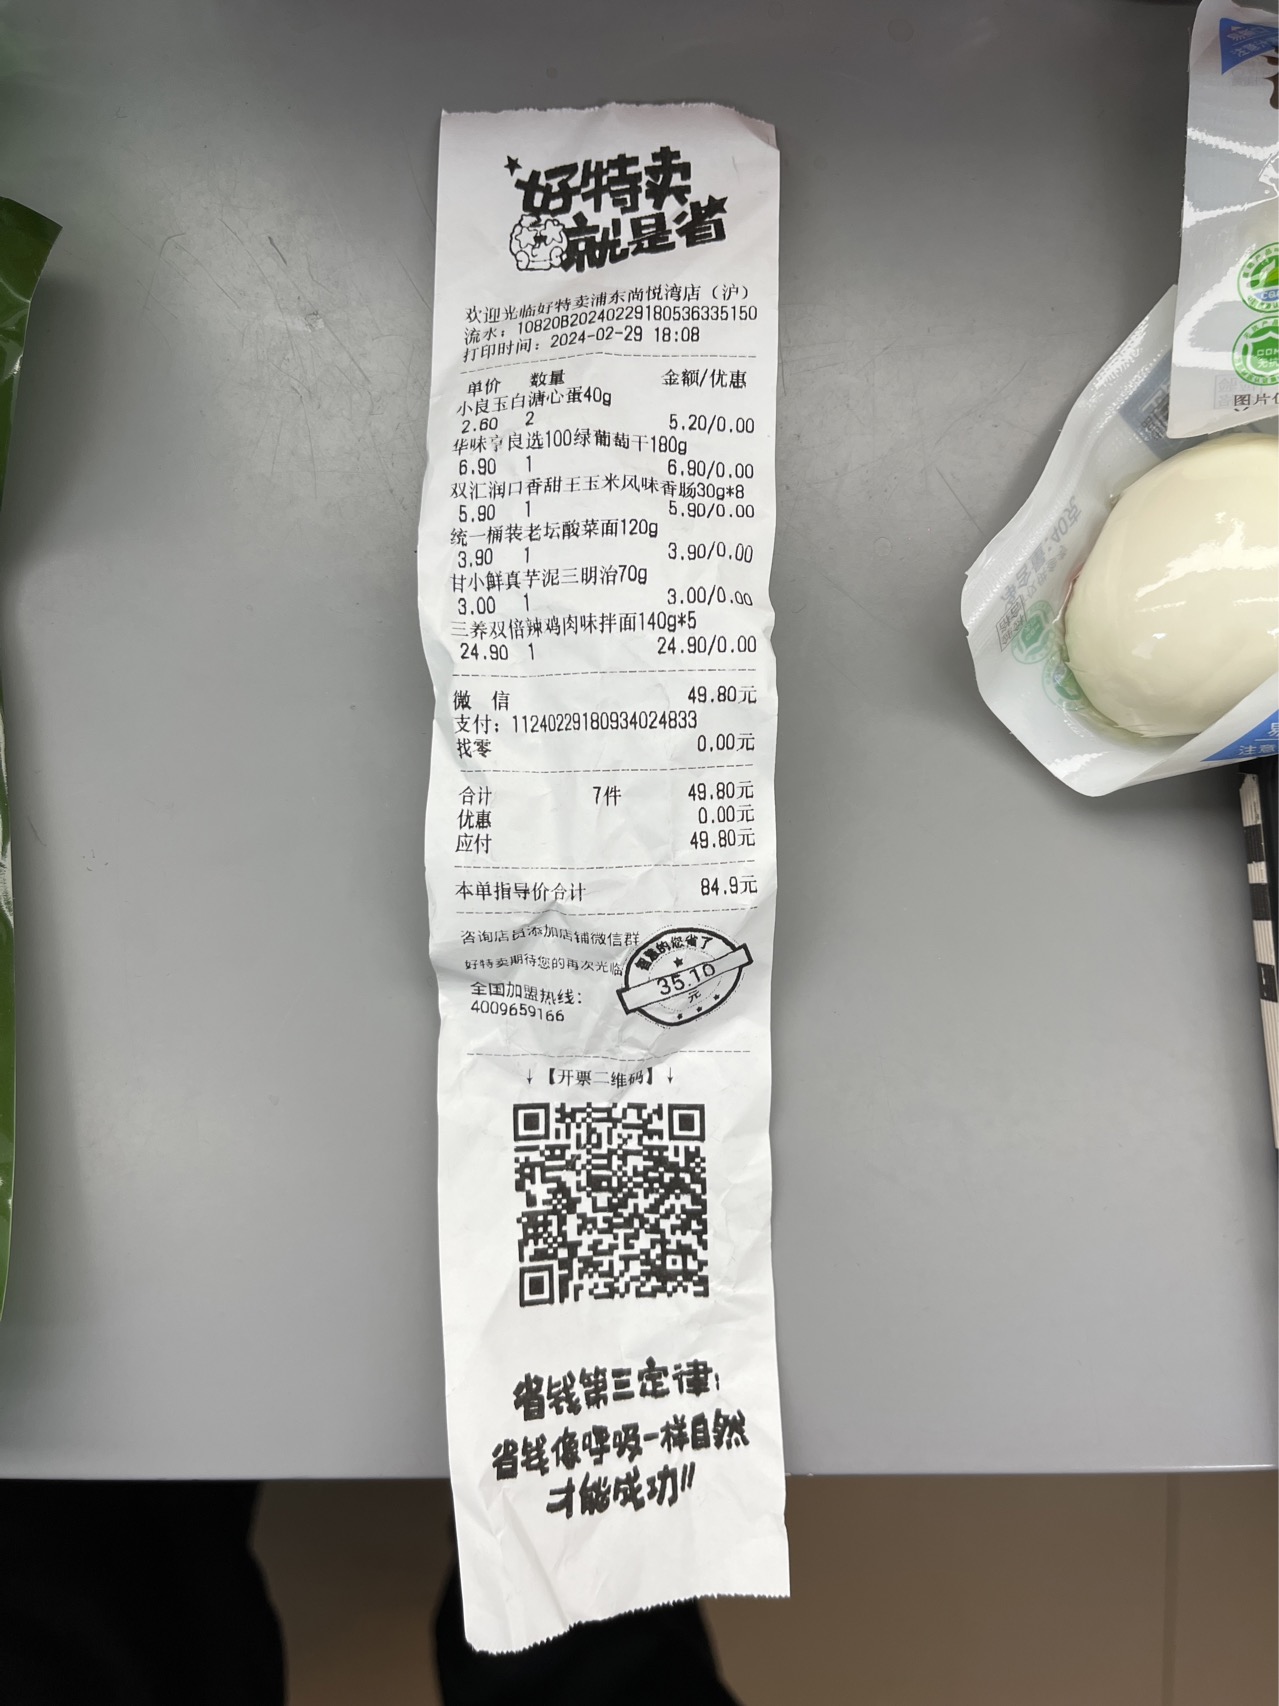 好特卖
就是省
欢迎光临好特卖浦东尚悦湾店（沪）
流水：10820B20240229180536335150
打印时间：2024-02-29 18:08
单价 数量 金额/优惠
小良玉白溏心蛋40g
2.60 2 5.20/0.00
华味亨良选100绿葡萄干180g
6.90 1 6.90/0.00
双汇润口香甜王玉米风味香肠30g*8
5.90 1 5.90/0.00
统一桶装老坛酸菜面120g
3.90 1 3.90/0.00
甘小鲜真芋泥三明治70g
3.00 1 3.00/0.00
三养双倍辣鸡肉味拌面140g*5
24.90 1 24.90/0.00
微 信 49.80元
支付：11240229180934024833
找零 0.00元
合计 7件 49.80元
优惠 0.00元
应付 49.80元
本单指导价合计 84.9元
咨询店员添加店铺微信群
好特卖期待您的再次光临
全国加盟热线：
4009659166
智慧的您省了
35.10
元
↓【开票二维码】↓
省钱第三定律：
省钱像呼吸一样自然
才能成功!!
图片仅
注意